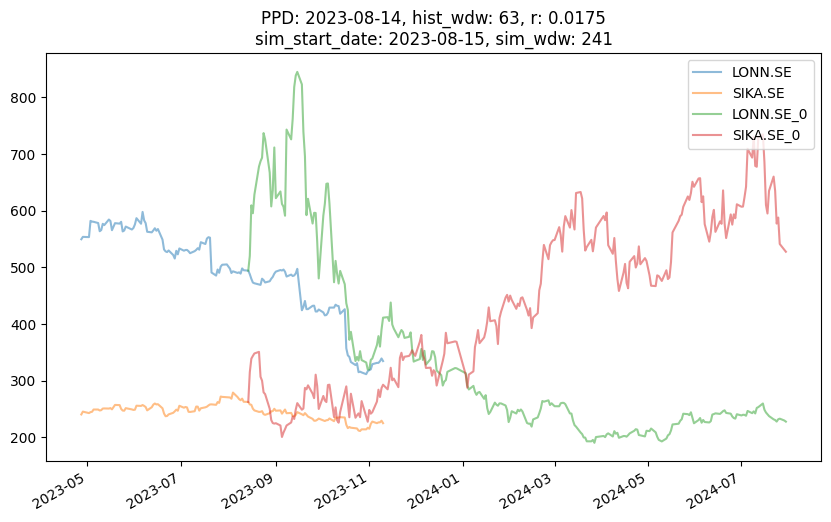 PPD: 2023-08-14, hist_wdw: 63, r: 0.0175
sim_start_date: 2023-08-15, sim_wdw: 241
LONN.SE
SIKA.SE
LONN.SE_0
SIKA.SE_0
800
700
600
500
400
300
200
2023-05
2023-07
2023-09
2023-11
2024-01
2024-03
2024-05
2024-07